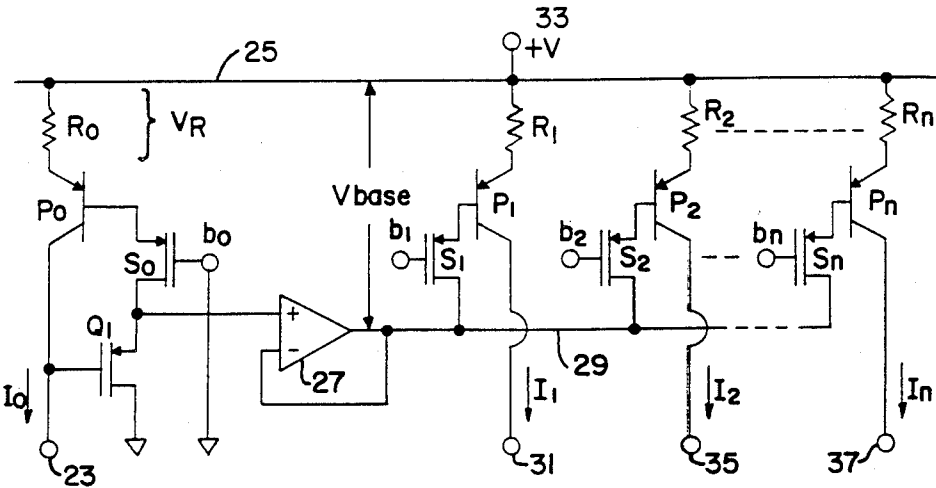 33
25
+V
R0
} VR
R1
R2
Rn
Vbase
P0
P1
P2
Pn
b0
b1
b2
bn
S0
S1
S2
Sn
Q1
+
−
27
29
I0
I1
I2
In
23
31
35
37